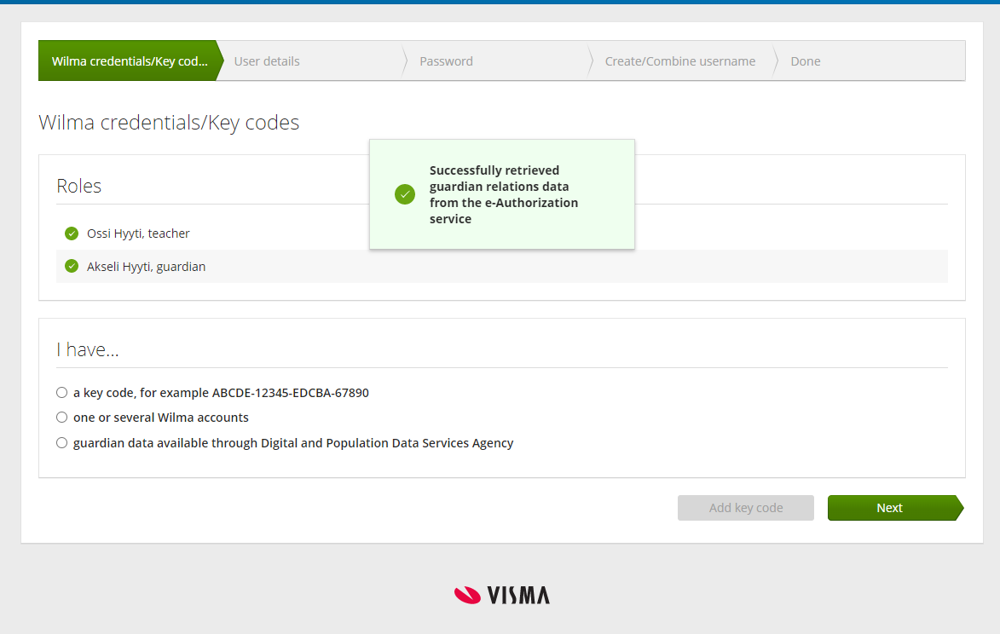 Wilma credentials/Key cod...
User details
Password
Create/Combine username
Done
Wilma credentials/Key codes
Successfully retrieved
guardian relations data
from the e-Authorization
service
Roles
Ossi Hyyti, teacher
Akseli Hyyti, guardian
I have...
a key code, for example ABCDE-12345-EDCBA-67890
one or several Wilma accounts
guardian data available through Digital and Population Data Services Agency
Add key code
Next
VISMA